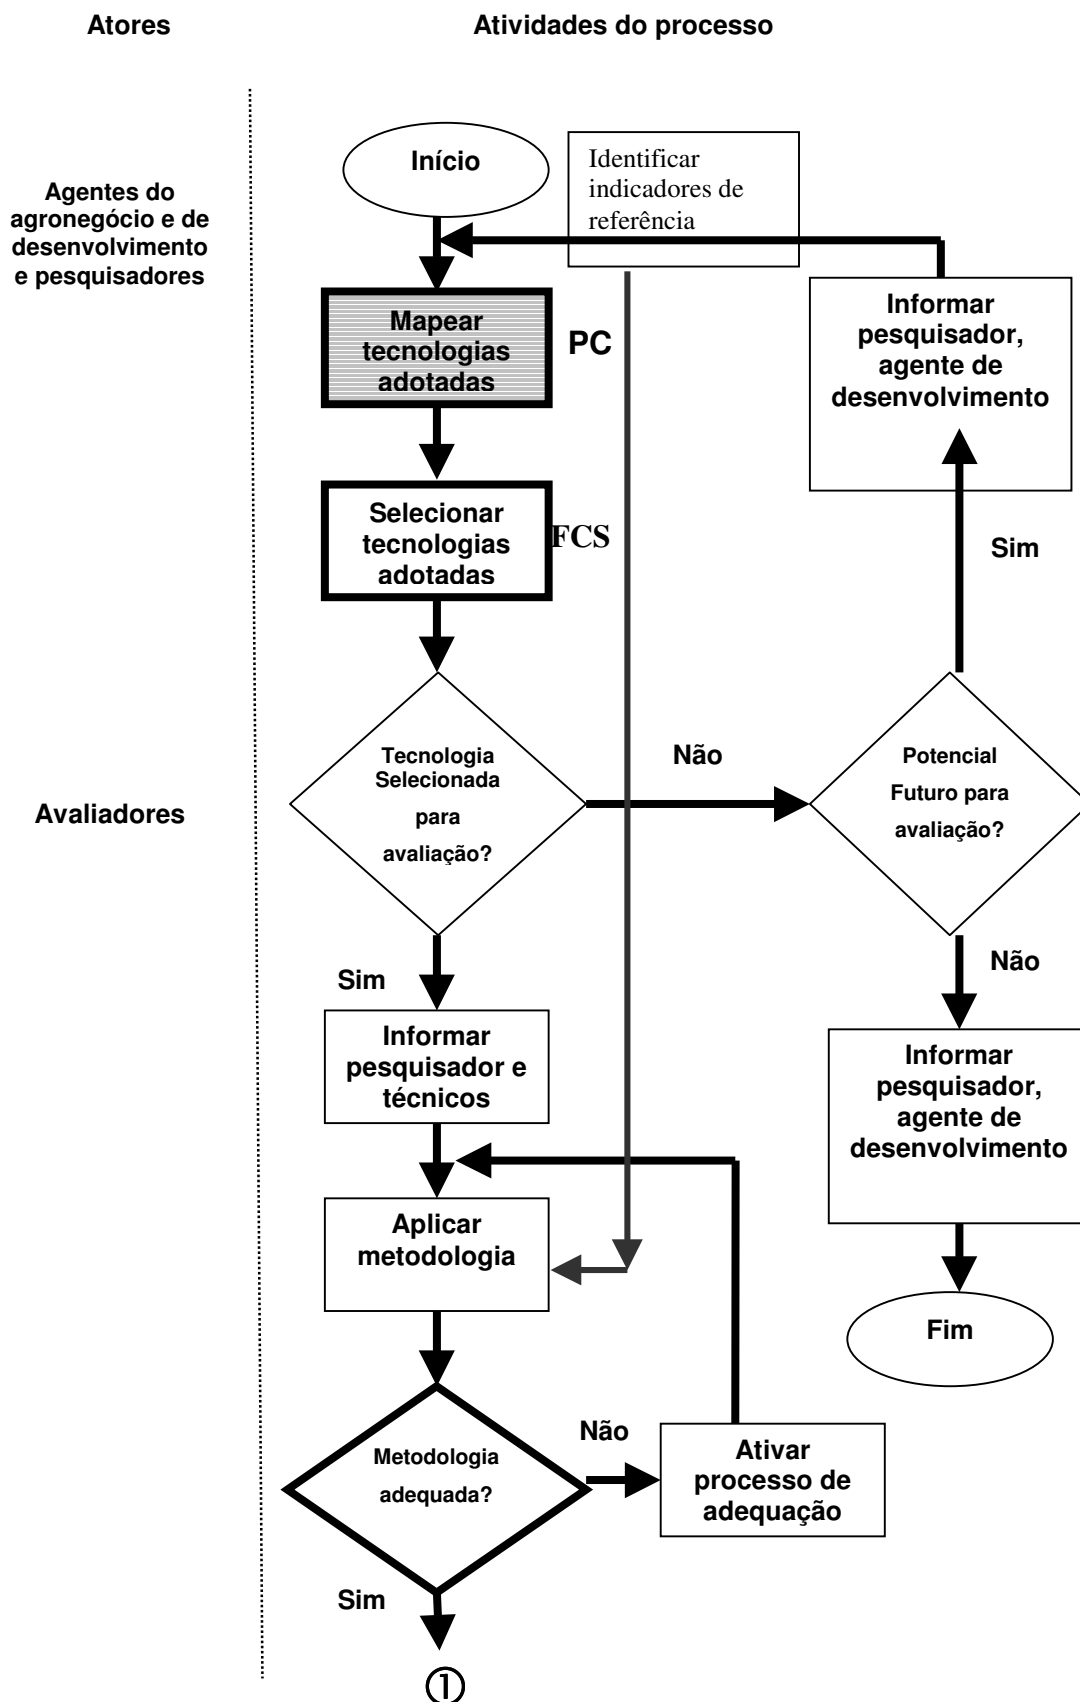 Atores
Atividades do processo
Início
Identificar
indicadores de
referência
Agentes do
agronegócio e de
desenvolvimento
e pesquisadores
Mapear
tecnologias
adotadas
PC
Informar
pesquisador,
agente de
desenvolvimento
Selecionar
tecnologias
adotadas
FCS
Sim
Tecnologia
Selecionada
para
avaliação?
Não
Potencial
Futuro para
avaliação?
Avaliadores
Sim
Não
Informar
pesquisador e
técnicos
Informar
pesquisador,
agente de
desenvolvimento
Aplicar
metodologia
Fim
Metodologia
adequada?
Não
Ativar
processo de
adequação
Sim
①